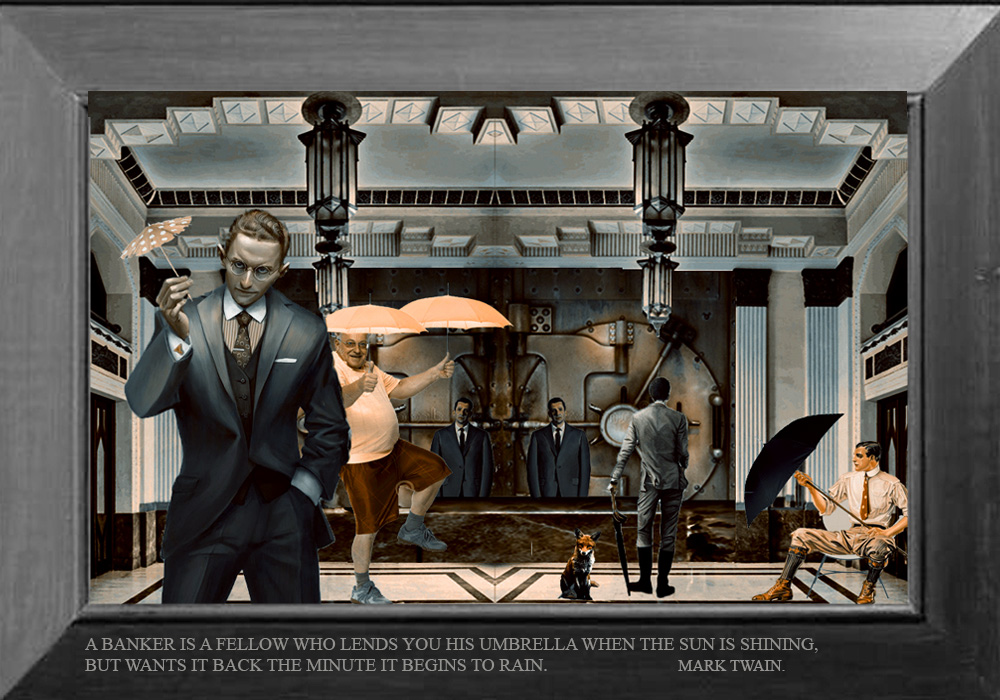 A BANKER IS A FELLOW WHO LENDS YOU HIS UMBRELLA WHEN THE SUN IS SHINING,
BUT WANTS IT BACK THE MINUTE IT BEGINS TO RAIN. MARK TWAIN.